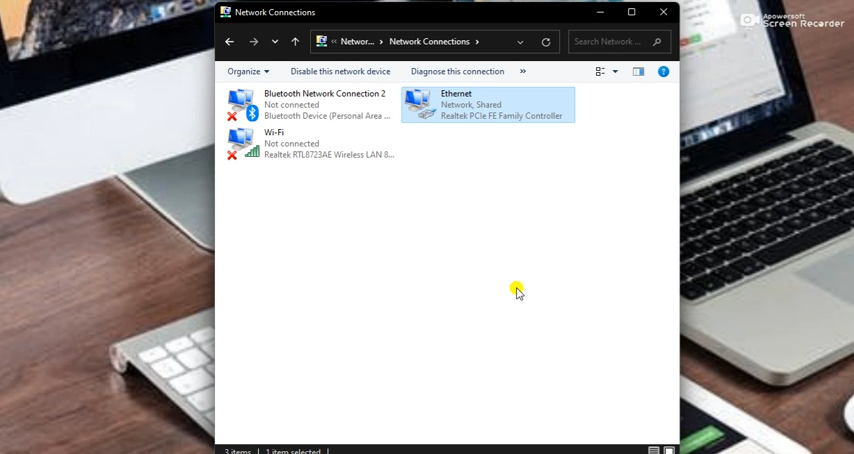 Network Connections
Apowersoft
Screen Recorder
« Networ... > Network Connections >
Search Network ...
Organize
Disable this network device
Diagnose this connection
»
Bluetooth Network Connection 2
Not connected
Bluetooth Device (Personal Area ...
Ethernet
Network, Shared
Realtek PCIe FE Family Controller
Wi-Fi
Not connected
Realtek RTL8723AE Wireless LAN 8...
3 items
1 item selected